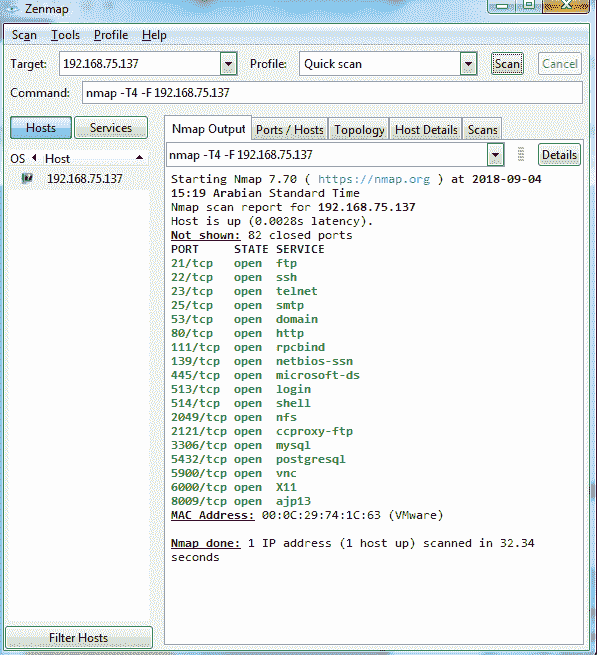 Zenmap
Scan Tools Profile Help
Target: 192.168.75.137 Profile: Quick scan Scan Cancel
Command: nmap -T4 -F 192.168.75.137
Hosts Services
Nmap Output Ports / Hosts Topology Host Details Scans
OS Host
192.168.75.137
nmap -T4 -F 192.168.75.137 Details
Starting Nmap 7.70 ( https://nmap.org ) at 2018-09-04
15:19 Arabian Standard Time
Nmap scan report for 192.168.75.137
Host is up (0.0028s latency).
Not shown: 82 closed ports
PORT STATE SERVICE
21/tcp open ftp
22/tcp open ssh
23/tcp open telnet
25/tcp open smtp
53/tcp open domain
80/tcp open http
111/tcp open rpcbind
139/tcp open netbios-ssn
445/tcp open microsoft-ds
513/tcp open login
514/tcp open shell
2049/tcp open nfs
2121/tcp open ccproxy-ftp
3306/tcp open mysql
5432/tcp open postgresql
5900/tcp open vnc
6000/tcp open X11
8009/tcp open ajp13
MAC Address: 00:0C:29:74:1C:63 (VMware)
Nmap done: 1 IP address (1 host up) scanned in 32.34
seconds
Filter Hosts